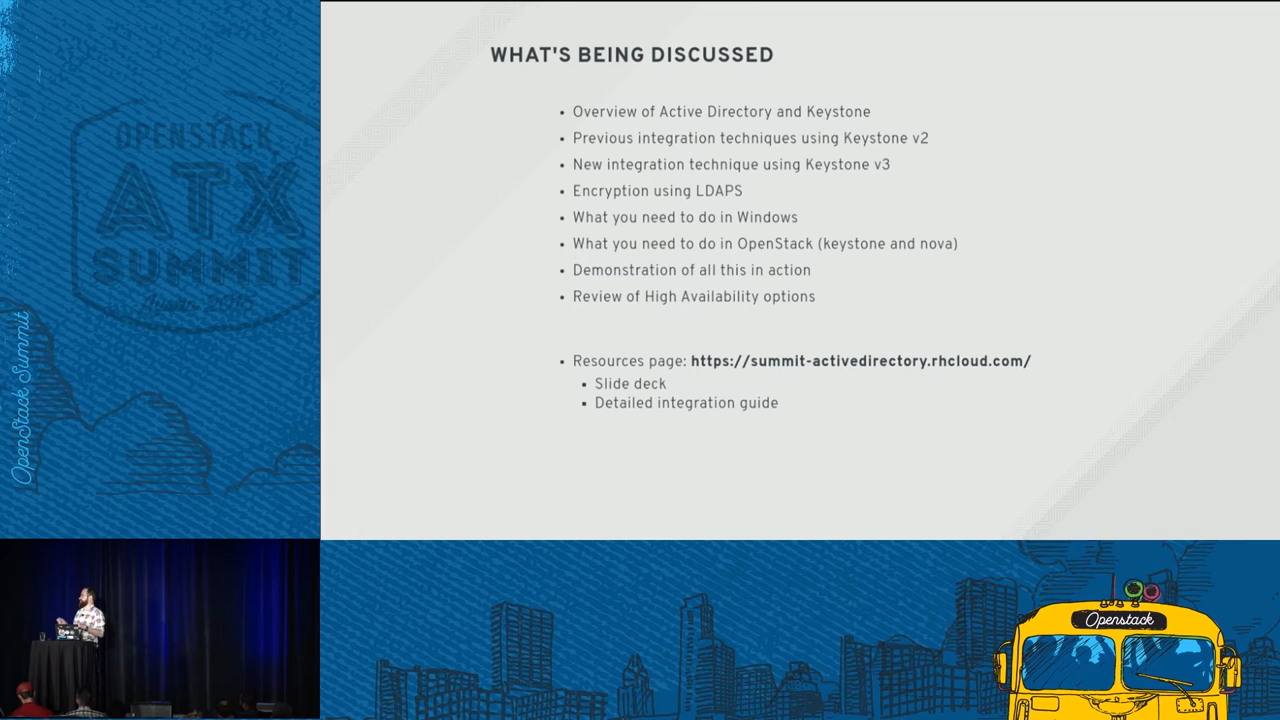 WHAT'S BEING DISCUSSED
• Overview of Active Directory and Keystone
• Previous integration techniques using Keystone v2
• New integration technique using Keystone v3
• Encryption using LDAPS
• What you need to do in Windows
• What you need to do in OpenStack (keystone and nova)
• Demonstration of all this in action
• Review of High Availability options
• Resources page: https://summit-activedirectory.rhcloud.com/
▪ Slide deck
▪ Detailed integration guide
OPENSTACK
ATX
SUMMIT
Austin 2016
OpenStack Summit
Openstack